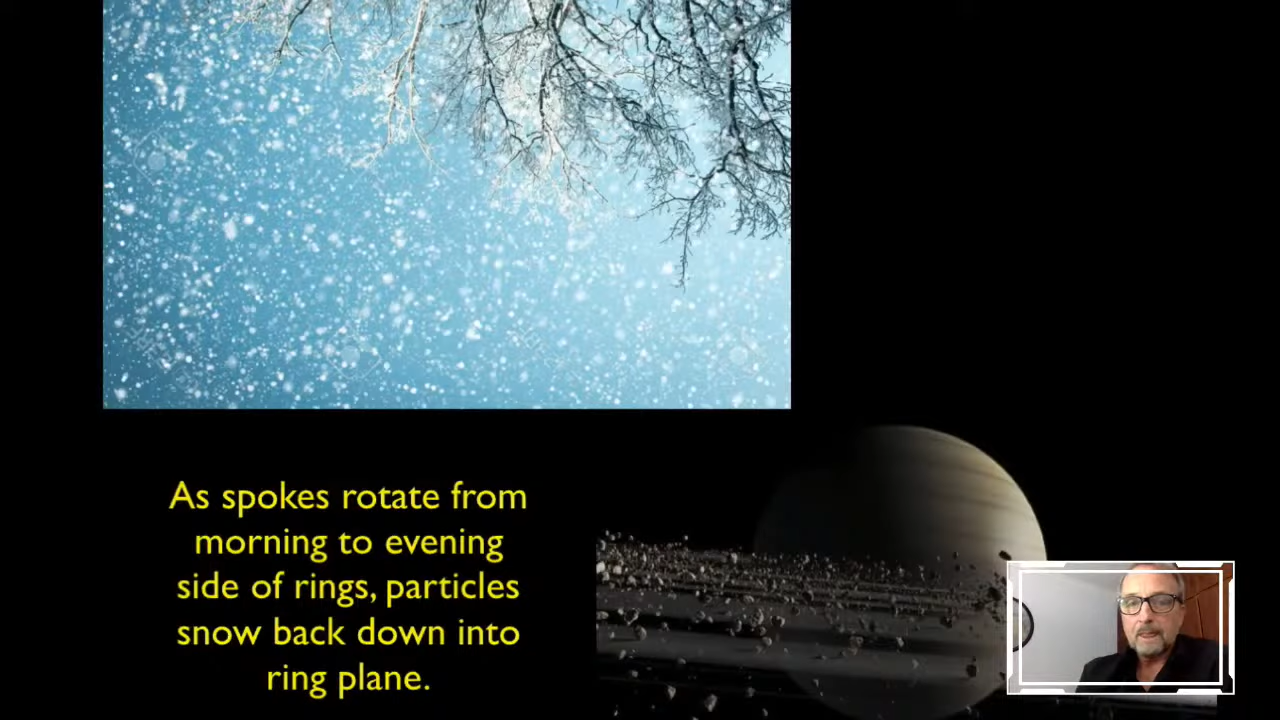 As spokes rotate from
morning to evening
side of rings, particles
snow back down into
ring plane.